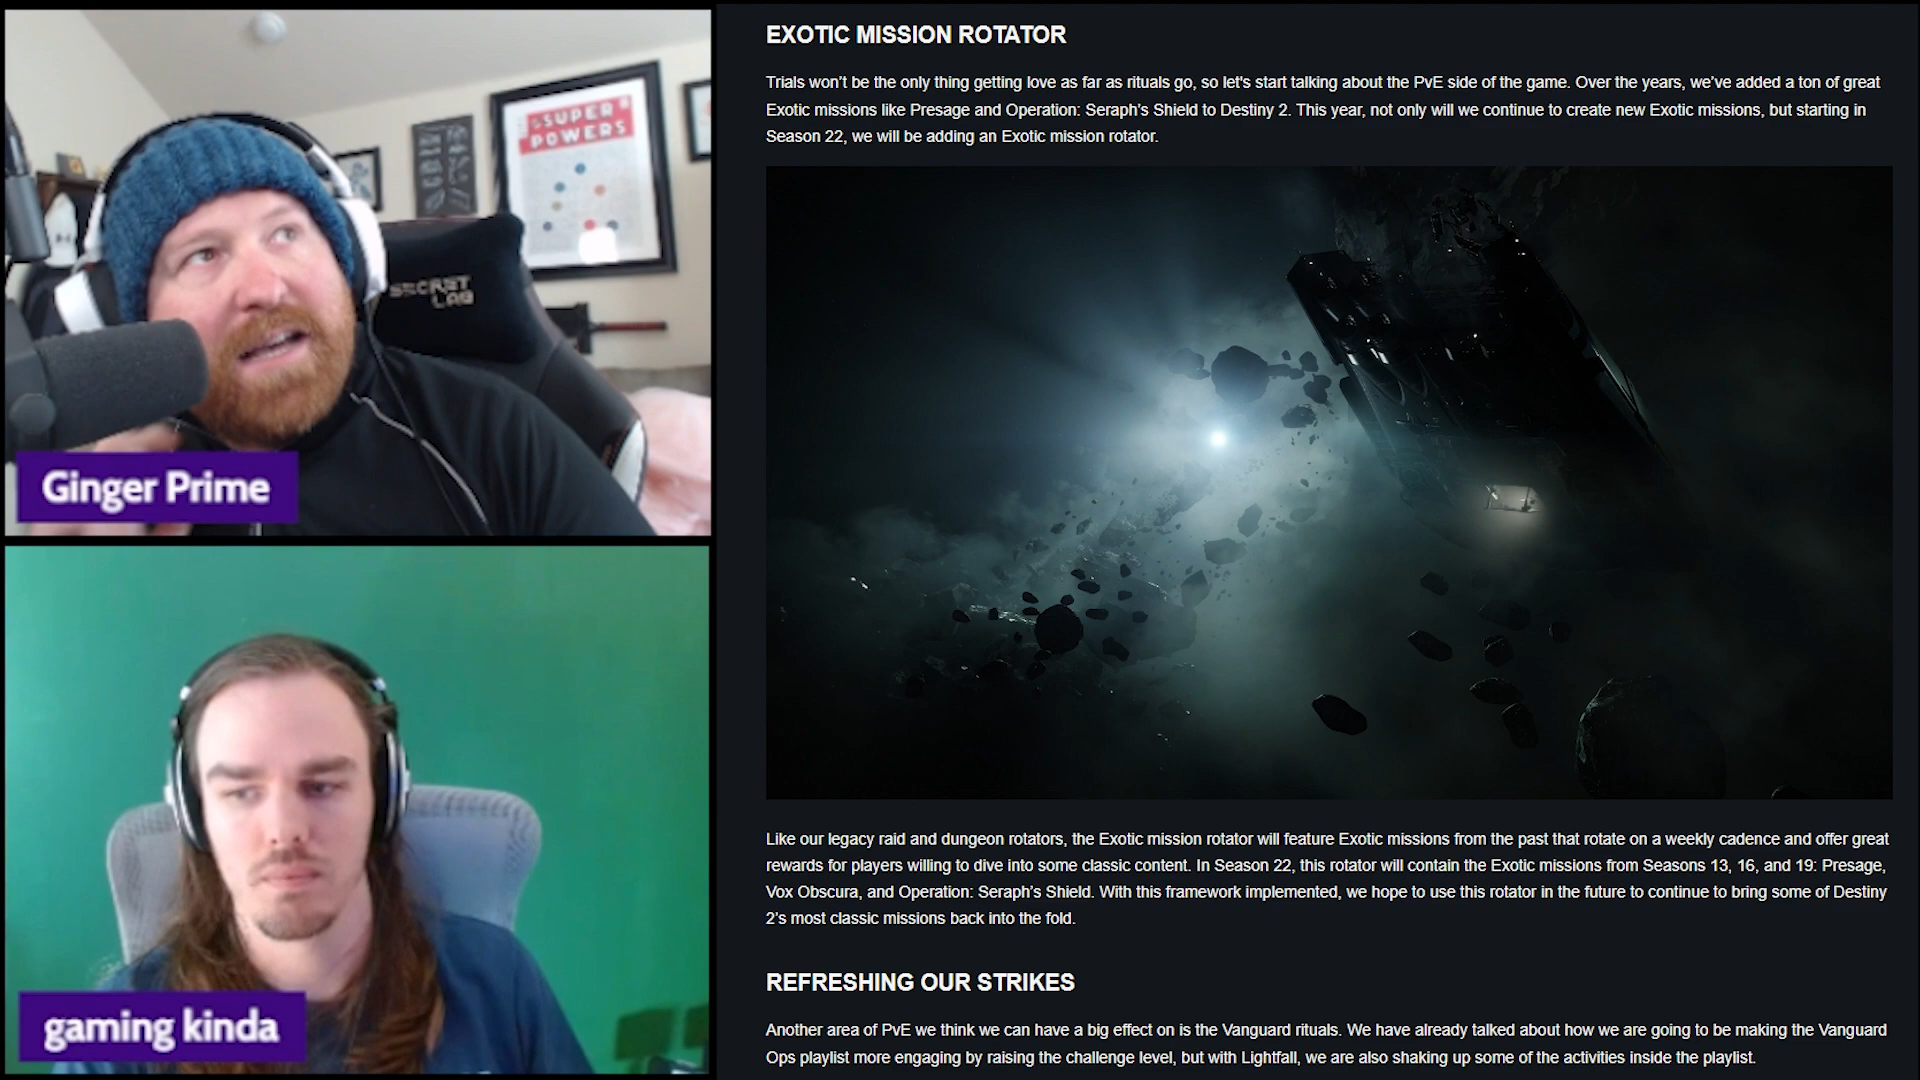 SUPER
POWERS
SECRET
LAB
Ginger Prime
gaming kinda
EXOTIC MISSION ROTATOR
Trials won’t be the only thing getting love as far as rituals go, so let's start talking about the PvE side of the game. Over the years, we’ve added a ton of great
Exotic missions like Presage and Operation: Seraph’s Shield to Destiny 2. This year, not only will we continue to create new Exotic missions, but starting in
Season 22, we will be adding an Exotic mission rotator.
Like our legacy raid and dungeon rotators, the Exotic mission rotator will feature Exotic missions from the past that rotate on a weekly cadence and offer great
rewards for players willing to dive into some classic content. In Season 22, this rotator will contain the Exotic missions from Seasons 13, 16, and 19: Presage,
Vox Obscura, and Operation: Seraph’s Shield. With this framework implemented, we hope to use this rotator in the future to continue to bring some of Destiny
2’s most classic missions back into the fold.
REFRESHING OUR STRIKES
Another area of PvE we think we can have a big effect on is the Vanguard rituals. We have already talked about how we are going to be making the Vanguard
Ops playlist more engaging by raising the challenge level, but with Lightfall, we are also shaking up some of the activities inside the playlist.